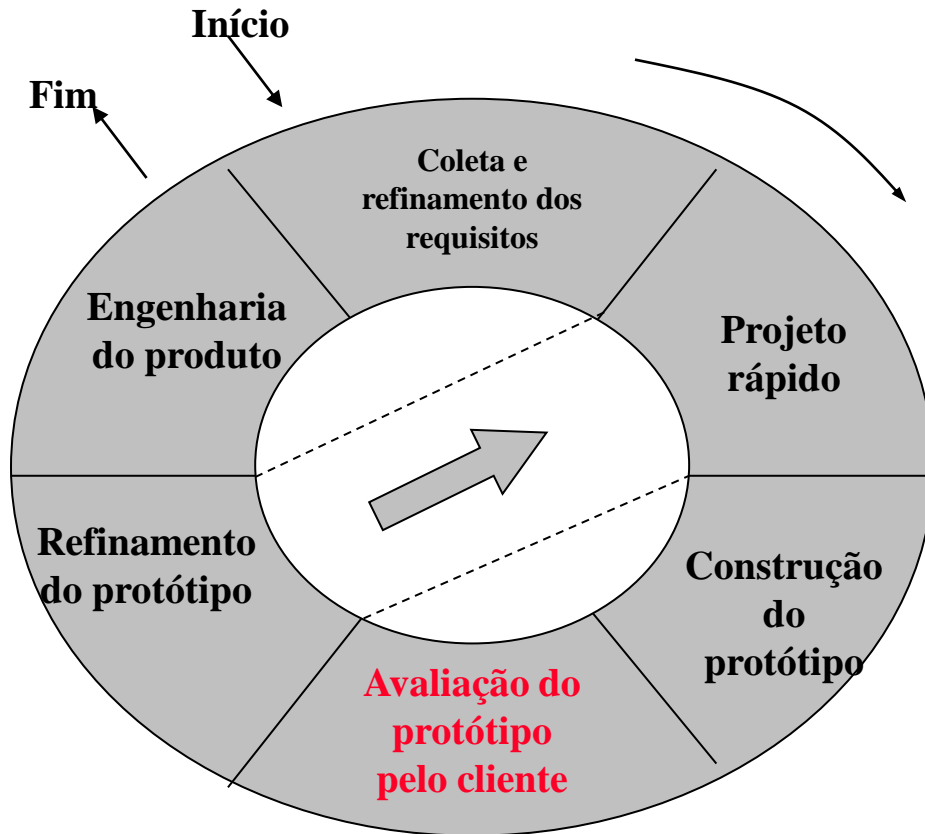 Início
Fim
Coleta e
refinamento dos
requisitos
Projeto
rápido
Construção
do
protótipo
Avaliação do
protótipo
pelo cliente
Refinamento
do protótipo
Engenharia
do produto